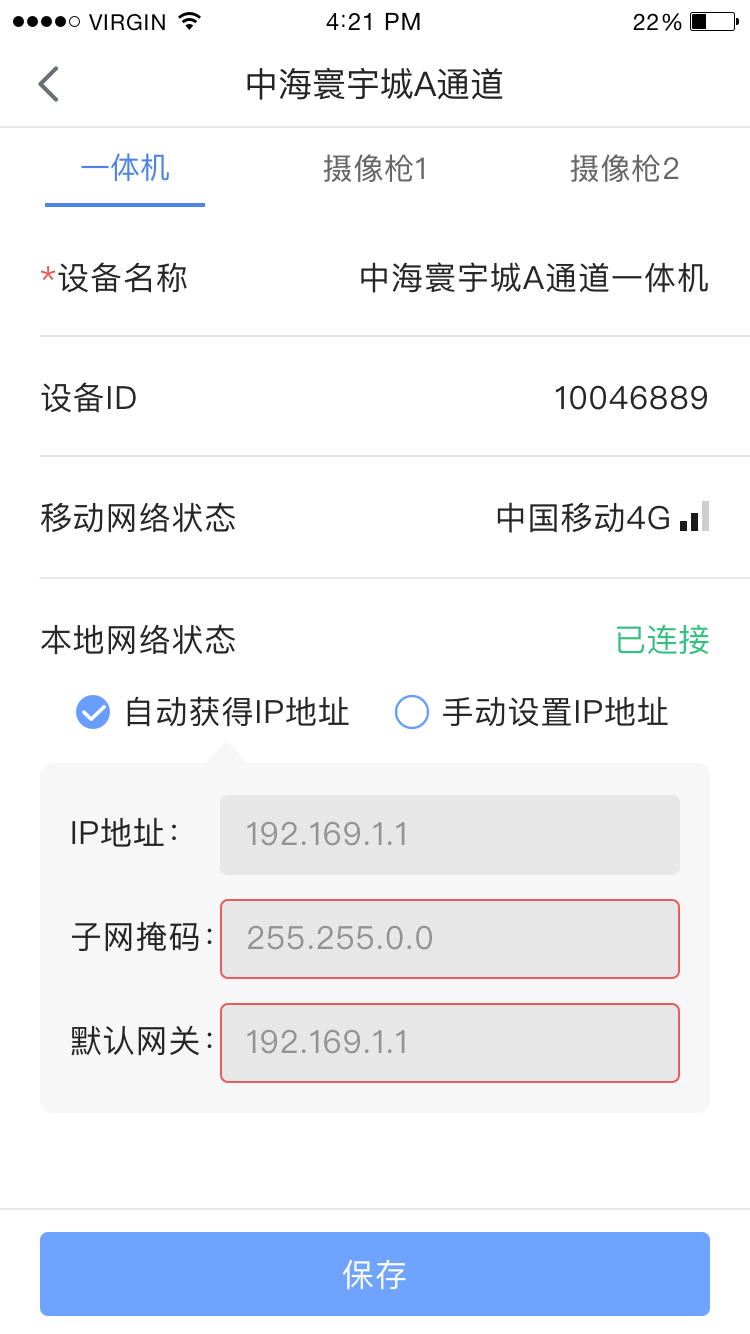 VIRGIN 4:21 PM 22%
中海寰宇城A通道
一体机 摄像枪1 摄像枪2
*设备名称 中海寰宇城A通道一体机
设备ID 10046889
移动网络状态 中国移动4G
本地网络状态 已连接
自动获得IP地址 手动设置IP地址
IP地址： 192.169.1.1
子网掩码： 255.255.0.0
默认网关： 192.169.1.1
保存